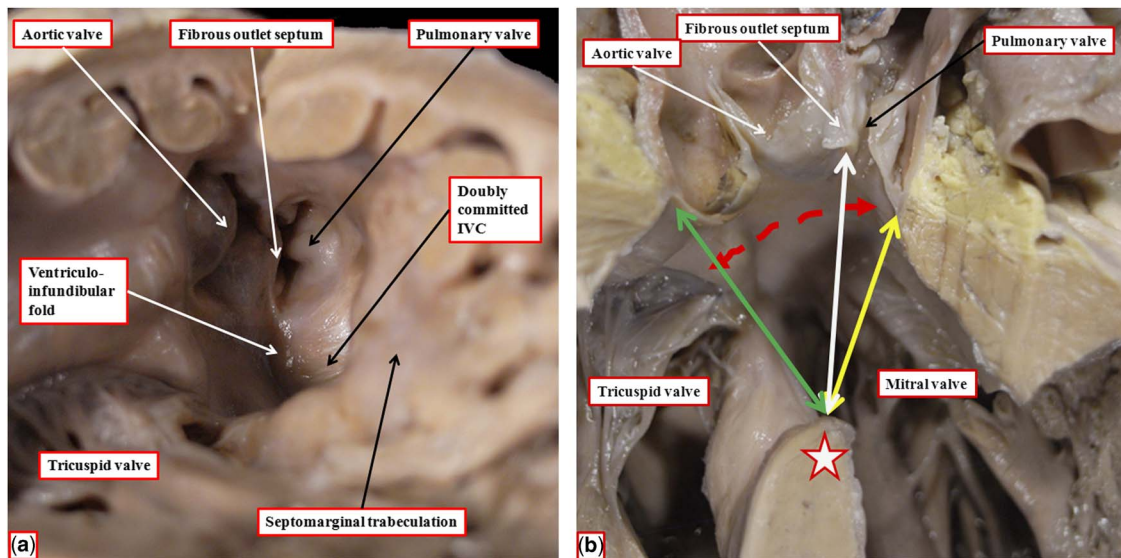 Aortic valve
Fibrous outlet septum
Pulmonary valve
Doubly
committed
IVC
Ventriculo-
infundibular
fold
Tricuspid valve
Septomarginal trabeculation
(a)
Fibrous outlet septum
Aortic valve
Pulmonary valve
Tricuspid valve
Mitral valve
(b)